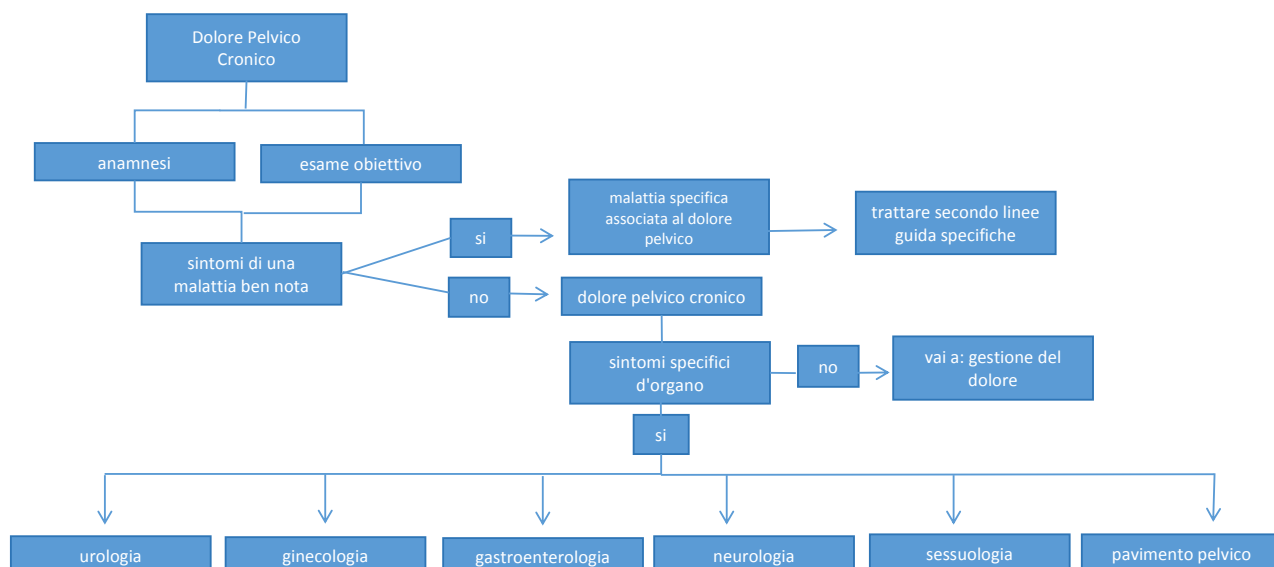 Dolore Pelvico
Cronico
anamnesi
esame obiettivo
sintomi di una
malattia ben nota
si
malattia specifica
associata al dolore
pelvico
trattare secondo linee
guida specifiche
no
dolore pelvico cronico
sintomi specifici
d'organo
no
vai a: gestione del
dolore
si
urologia
ginecologia
gastroenterologia
neurologia
sessuologia
pavimento pelvico